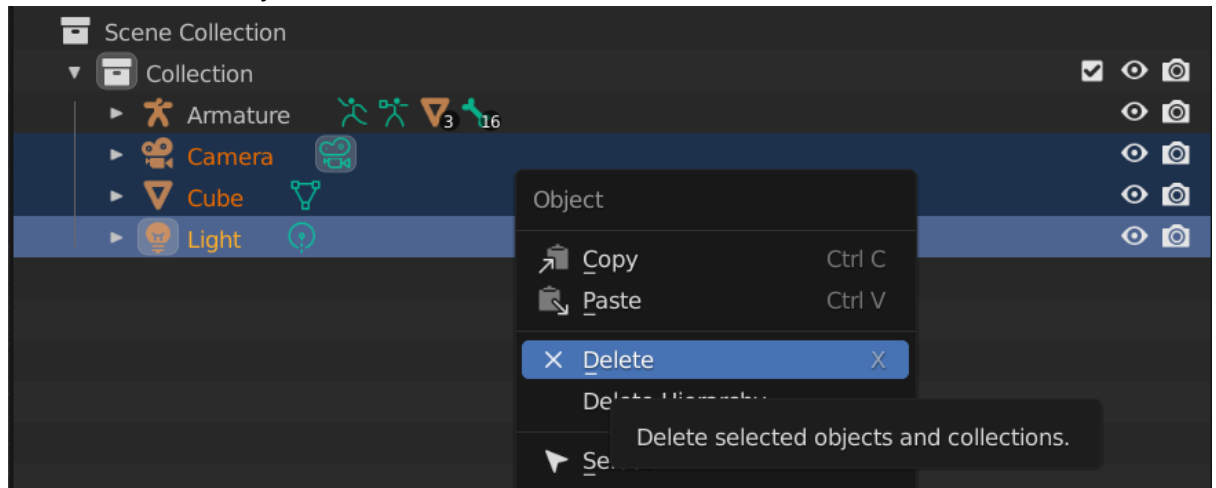 Scene Collection
Collection
Armature 3 16
Camera
Cube
Light
Object
Copy Ctrl C
Paste Ctrl V
Delete X
Delete selected objects and collections.